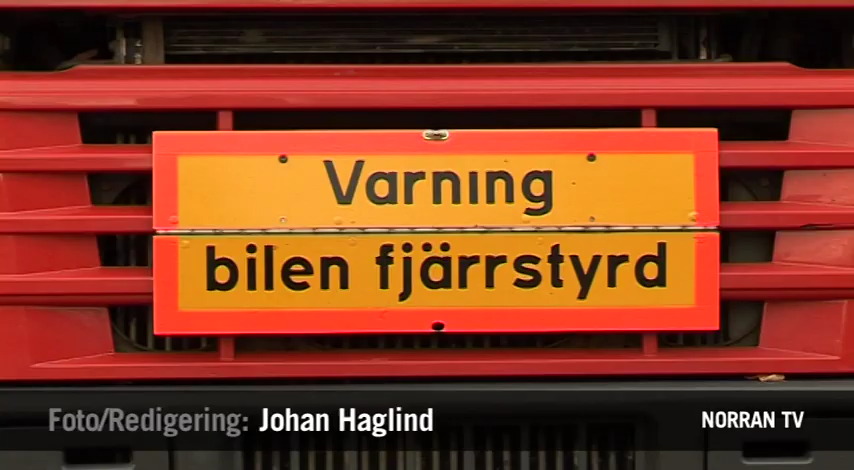 Varning
bilen fjärrstyrd
Foto/Redigering: Johan Haglind
NORRAN TV